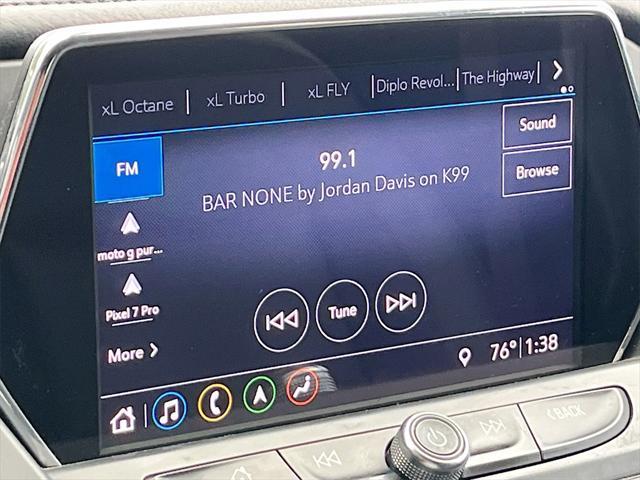 xL Octane
xL Turbo
xL FLY
Diplo Revol...
The Highway
FM
99.1
BAR NONE by Jordan Davis on K99
Sound
Browse
moto g pur...
Pixel 7 Pro
More
Tune
76° 1:38
BACK